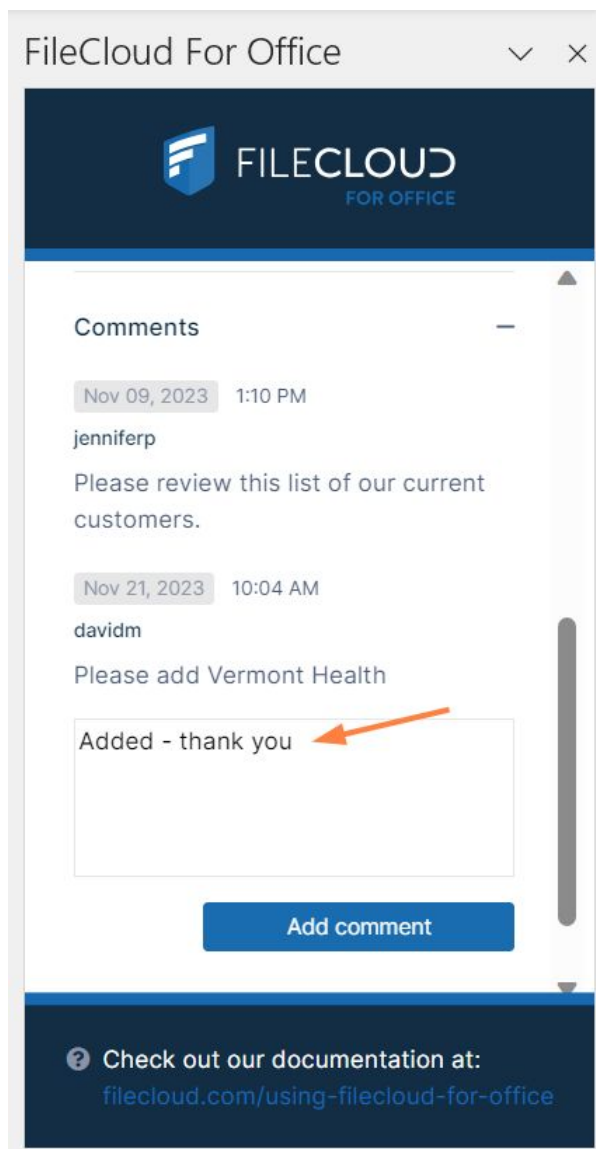 FileCloud For Office
FILECLOUD
FOR OFFICE
Comments
Nov 09, 2023 1:10 PM
jenniferp
Please review this list of our current
customers.
Nov 21, 2023 10:04 AM
davidm
Please add Vermont Health
Added - thank you
Add comment
Check out our documentation at:
filecloud.com/using-filecloud-for-office